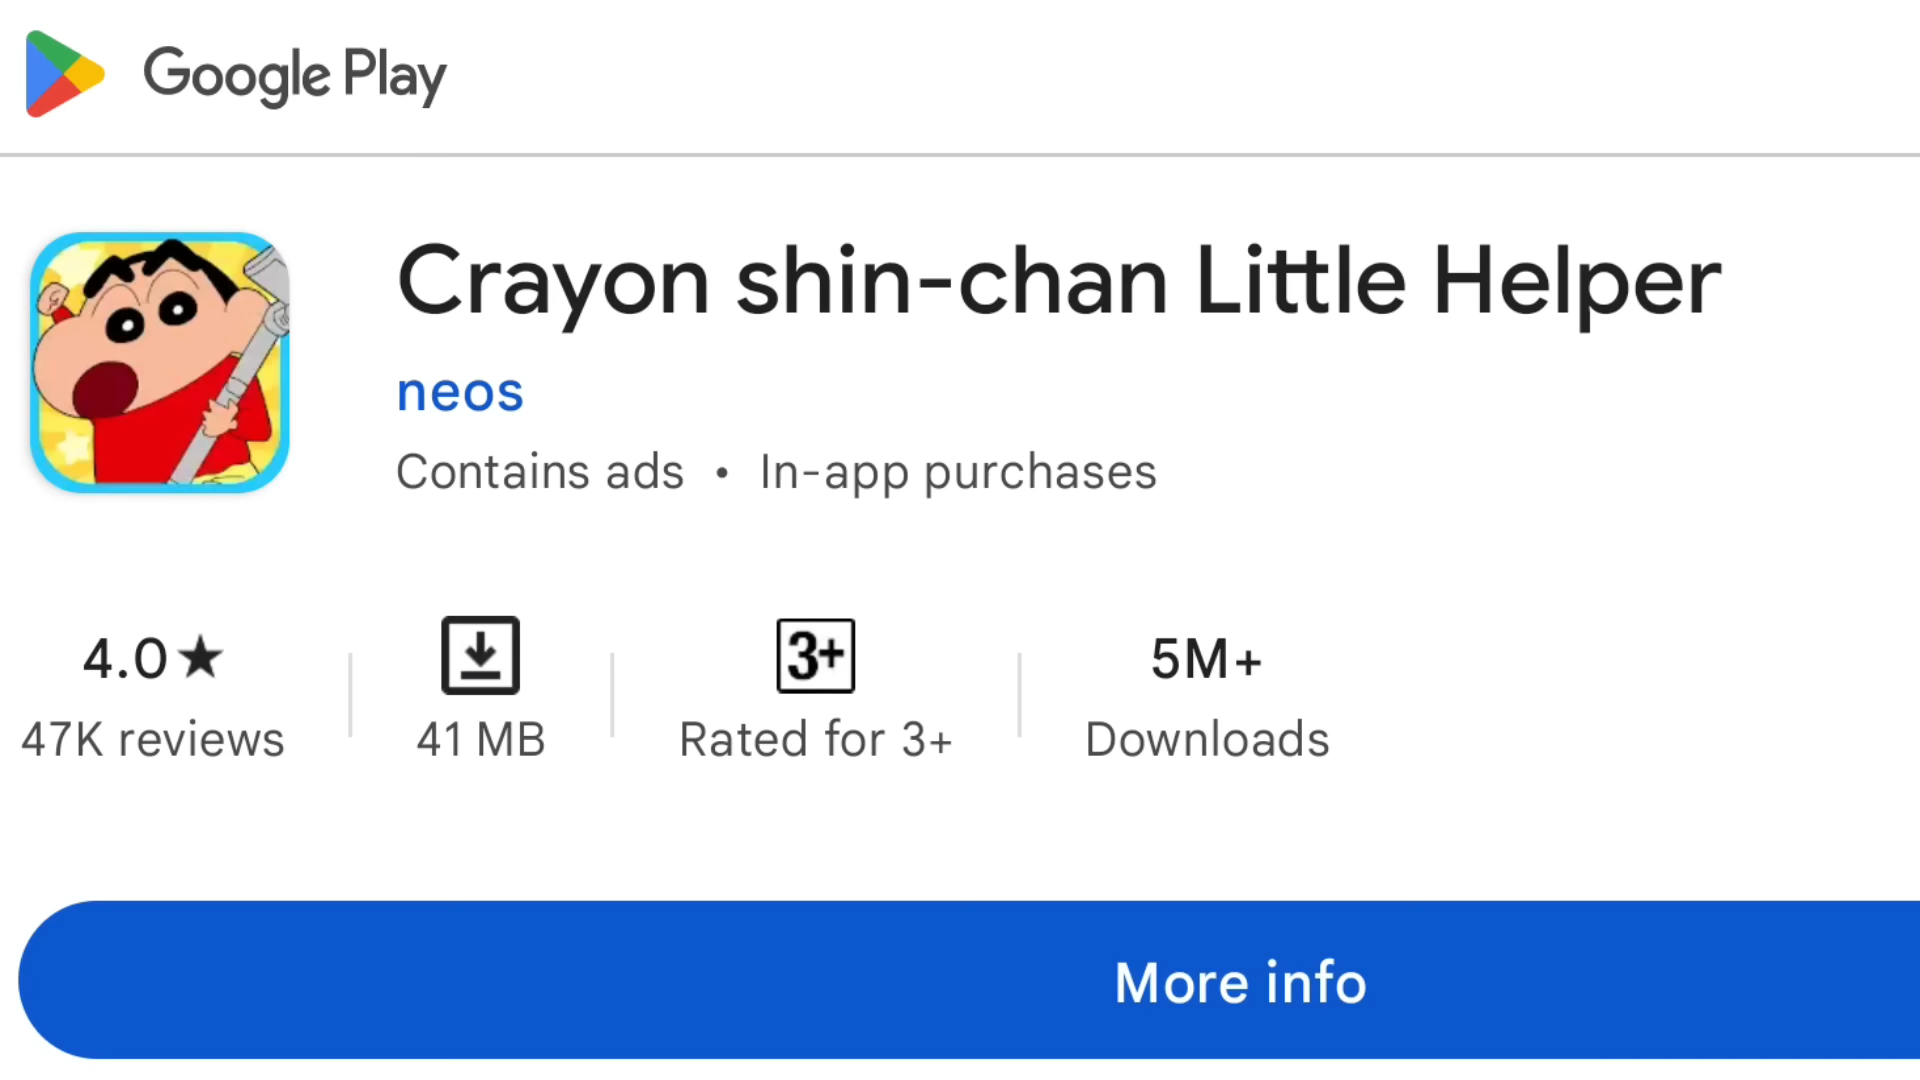 Google Play
Crayon shin-chan Little Helper
neos
Contains ads • In-app purchases
4.0★
47K reviews
41 MB
3+
Rated for 3+
5M+
Downloads
More info